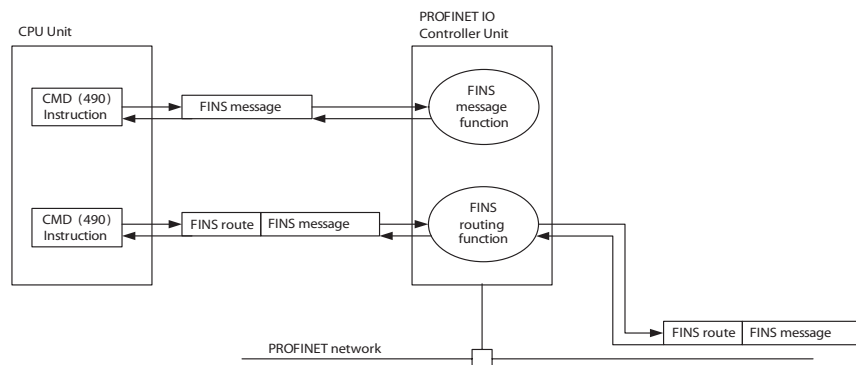 PROFINET IO
Controller Unit
CPU Unit
CMD (490)
Instruction
FINS message
FINS
message
function
CMD (490)
Instruction
FINS route
FINS message
FINS
routing
function
FINS route
FINS message
PROFINET network